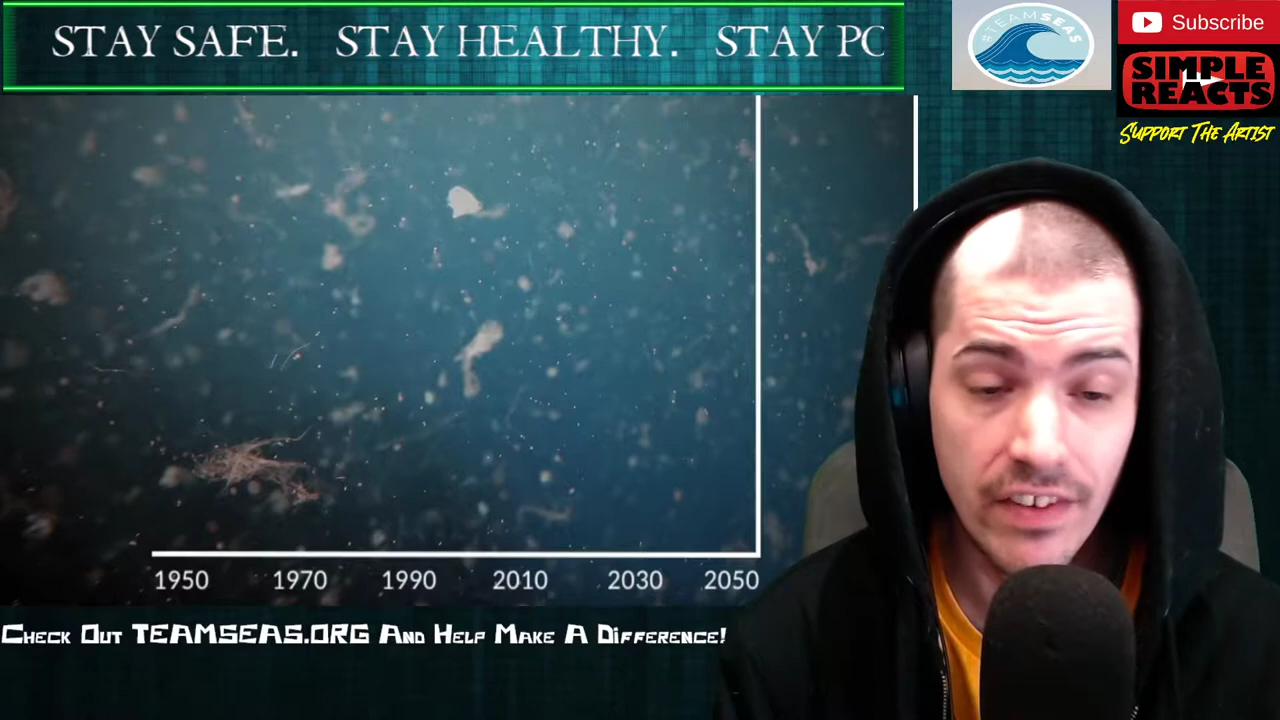 STAY SAFE. STAY HEALTHY. STAY PO
#TEAMSEAS
Subscribe
SIMPLE
REACTS
Support The Artist
1950 1970 1990 2010 2030 2050
Check Out TEAMSEAS.ORG And Help Make A Difference!